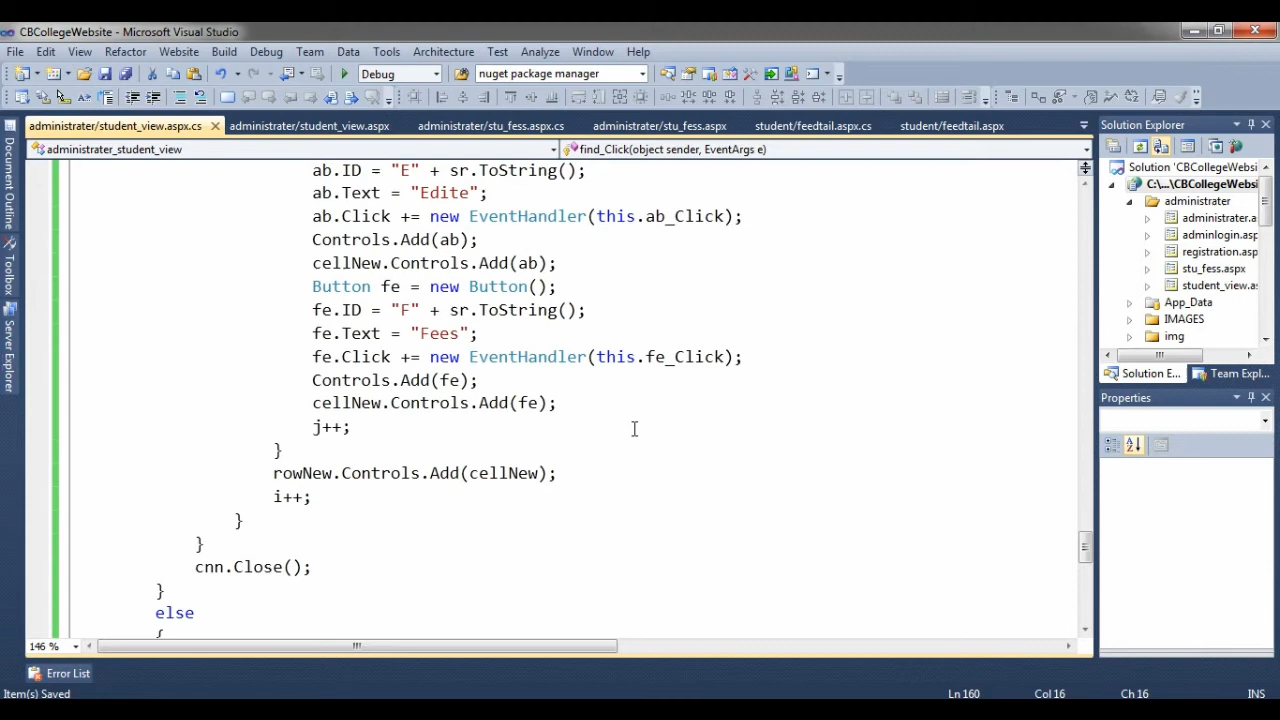 CBCollegeWebsite - Microsoft Visual Studio
File Edit View Refactor Website Build Debug Team Data Tools Architecture Test Analyze Window Help
Debug nuget package manager
administrater/student_view.aspx.cs administrater/student_view.aspx administrater/stu_fess.aspx.cs administrater/stu_fess.aspx student/feedtail.aspx.cs student/feedtail.aspx
administrater_student_view find_Click(object sender, EventArgs e)
ab.ID = "E" + sr.ToString();
ab.Text = "Edite";
ab.Click += new EventHandler(this.ab_Click);
Controls.Add(ab);
cellNew.Controls.Add(ab);
Button fe = new Button();
fe.ID = "F" + sr.ToString();
fe.Text = "Fees";
fe.Click += new EventHandler(this.fe_Click);
Controls.Add(fe);
cellNew.Controls.Add(fe);
j++;
}
rowNew.Controls.Add(cellNew);
i++;
}
}
cnn.Close();
}
else
{
146 %
Document Outline
Toolbox
Server Explorer
Solution Explorer
Solution 'CBCollegeWebsi
C:\...\CBCollegeWebsi
administrater
administrater.a
adminlogin.asp
registration.asp
stu_fess.aspx
student_view.as
App_Data
IMAGES
img
Solution E... Team Expl...
Properties
Error List
Item(s) Saved Ln 160 Col 16 Ch 16 INS